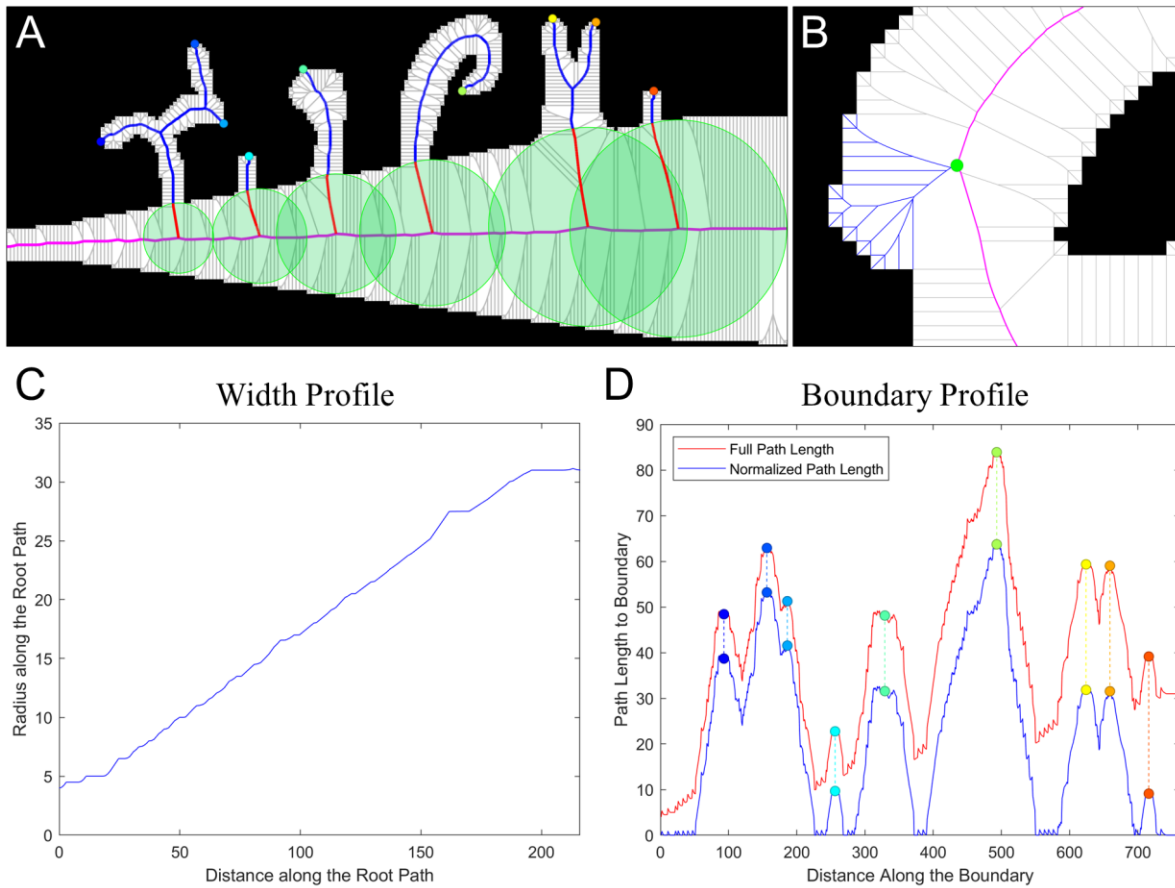 A
B
C
Width Profile
35
30
25
20
15
10
5
0
0 50 100 150 200
Radius along the Root Path
Distance along the Root Path
D
Boundary Profile
Full Path Length
Normalized Path Length
90
80
70
60
50
40
30
20
10
0
0 100 200 300 400 500 600 700
Path Length to Boundary
Distance Along the Boundary